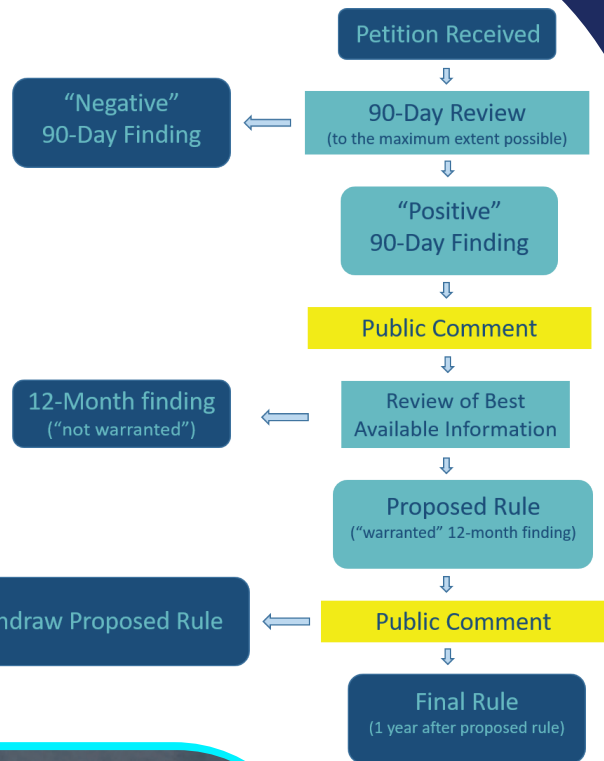 Petition Received
“Negative”
90-Day Finding
90-Day Review
(to the maximum extent possible)
“Positive”
90-Day Finding
Public Comment
12-Month finding
(“not warranted”)
Review of Best
Available Information
Proposed Rule
(“warranted” 12-month finding)
Proposed Rule
Public Comment
Final Rule
(1 year after proposed rule)